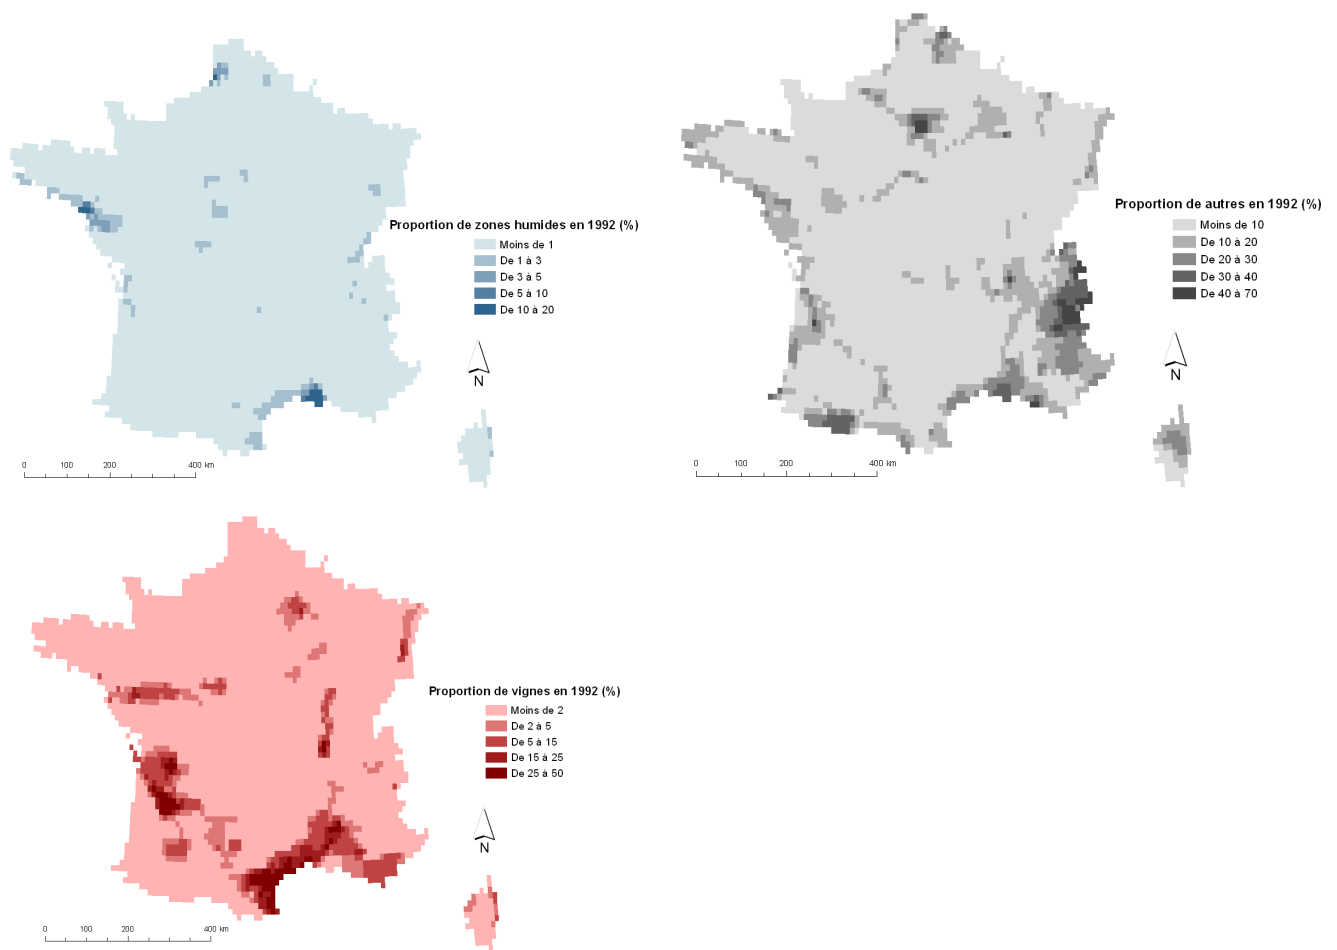 Proportion de zones humides en 1992 (%)
Moins de 1
De 1 à 3
De 3 à 5
De 5 à 10
De 10 à 20
N
0 100 200 400 km
Proportion de autres en 1992 (%)
Moins de 10
De 10 à 20
De 20 à 30
De 30 à 40
De 40 à 70
N
0 100 200 400 km
Proportion de vignes en 1992 (%)
Moins de 2
De 2 à 5
De 5 à 15
De 15 à 25
De 25 à 50
N
0 100 200 400 km